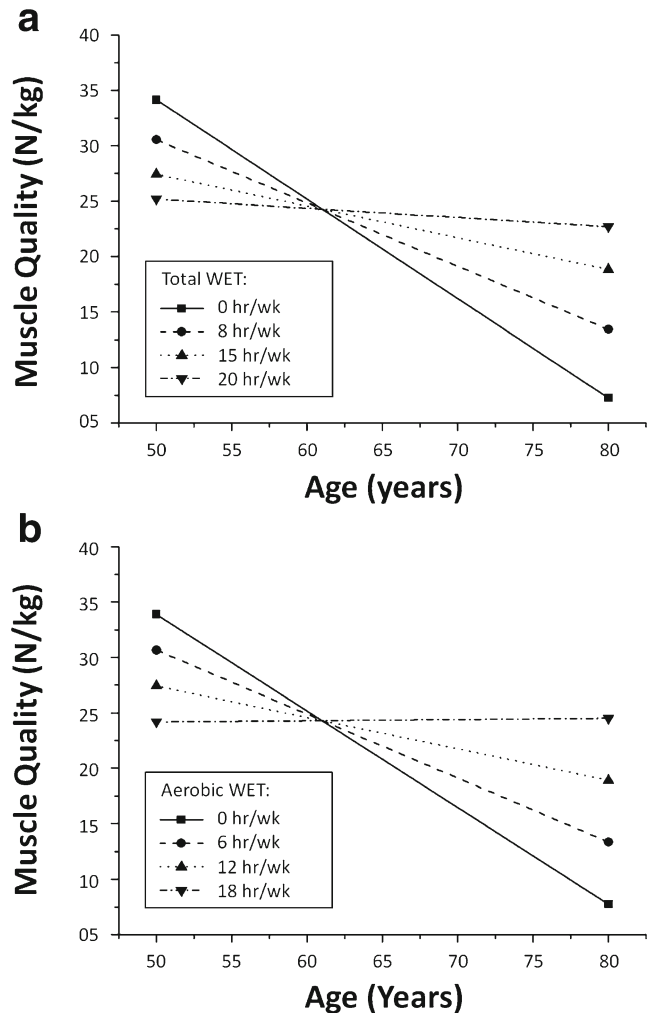 a
Muscle Quality (N/kg)
40
35
30
25
20
15
10
05
Total WET:
0 hr/wk
8 hr/wk
15 hr/wk
20 hr/wk
50 55 60 65 70 75 80
Age (years)
b
Muscle Quality (N/kg)
40
35
30
25
20
15
10
05
Aerobic WET:
0 hr/wk
6 hr/wk
12 hr/wk
18 hr/wk
50 55 60 65 70 75 80
Age (Years)